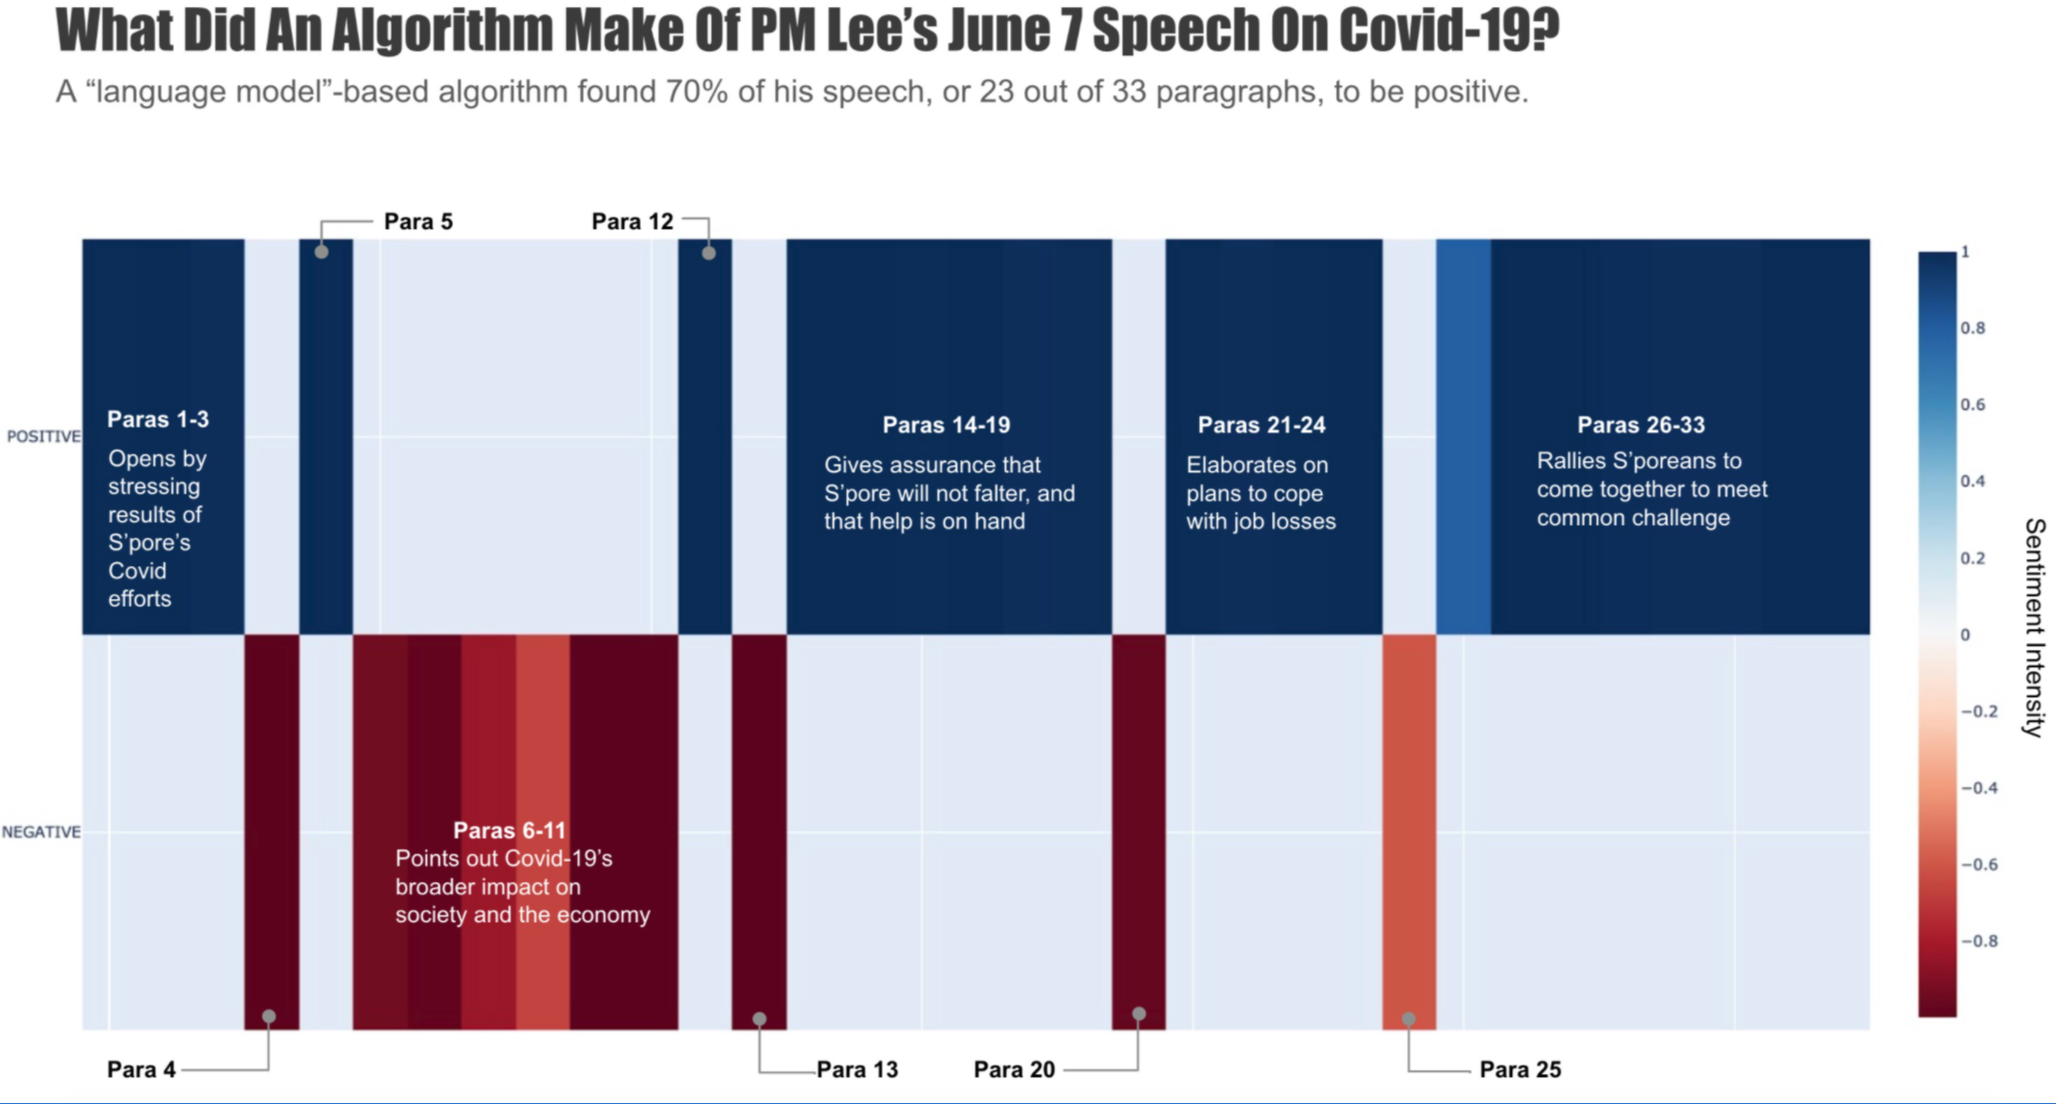 What Did An Algorithm Make Of PM Lee’s June 7 Speech On Covid-19?
A “language model”-based algorithm found 70% of his speech, or 23 out of 33 paragraphs, to be positive.
Para 5
Para 12
POSITIVE
Paras 1-3
Opens by
stressing
results of
S’pore’s
Covid
efforts
Paras 14-19
Gives assurance that
S’pore will not falter, and
that help is on hand
Paras 21-24
Elaborates on
plans to cope
with job losses
Paras 26-33
Rallies S’poreans to
come together to meet
common challenge
NEGATIVE
Paras 6-11
Points out Covid-19’s
broader impact on
society and the economy
Para 4
Para 13
Para 20
Para 25
1
0.8
0.6
0.4
0.2
0
−0.2
−0.4
−0.6
−0.8
Sentiment Intensity